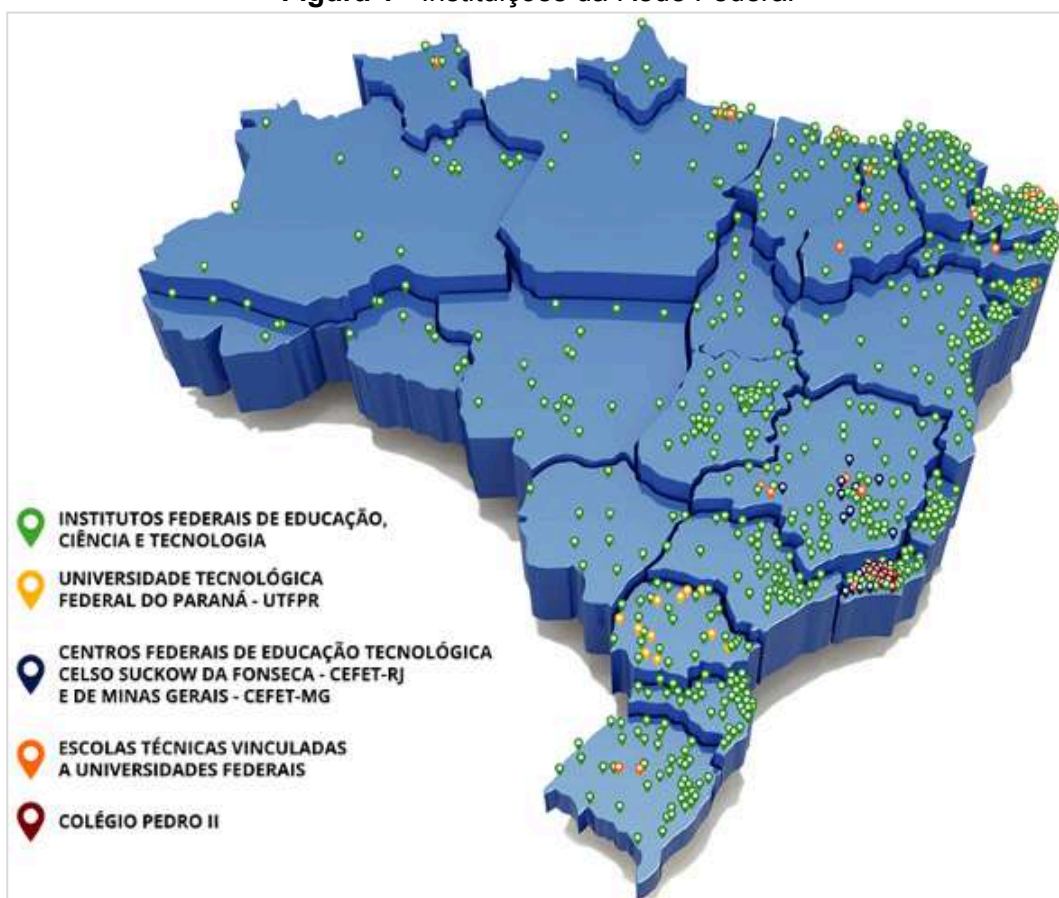 INSTITUTOS FEDERAIS DE EDUCAÇÃO,
CIÊNCIA E TECNOLOGIA
UNIVERSIDADE TECNOLÓGICA
FEDERAL DO PARANÁ - UTFPR
CENTROS FEDERAIS DE EDUCAÇÃO TECNOLÓGICA
CELSO SUCKOW DA FONSECA - CEFET-RJ
E DE MINAS GERAIS - CEFET-MG
ESCOLAS TÉCNICAS VINCULADAS
A UNIVERSIDADES FEDERAIS
COLÉGIO PEDRO II